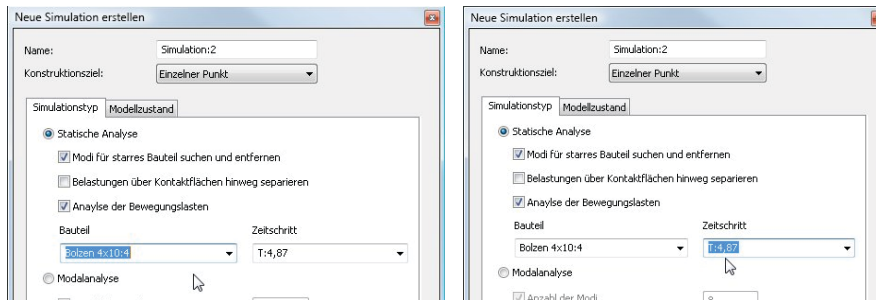 Neue Simulation erstellen
Name: Simulation:2
Konstruktionsziel: Einzelner Punkt
Simulationstyp Modellzustand
Statische Analyse
Modi für starres Bauteil suchen und entfernen
Belastungen über Kontaktflächen hinweg separieren
Anaylse der Bewegungslasten
Bauteil Zeitschritt
Bolzen 4x10:4 T:4,87
Modalanalyse
Neue Simulation erstellen
Name: Simulation:2
Konstruktionsziel: Einzelner Punkt
Simulationstyp Modellzustand
Statische Analyse
Modi für starres Bauteil suchen und entfernen
Belastungen über Kontaktflächen hinweg separieren
Anaylse der Bewegungslasten
Bauteil Zeitschritt
Bolzen 4x10:4 T:4,87
Modalanalyse
Anzahl der Modi